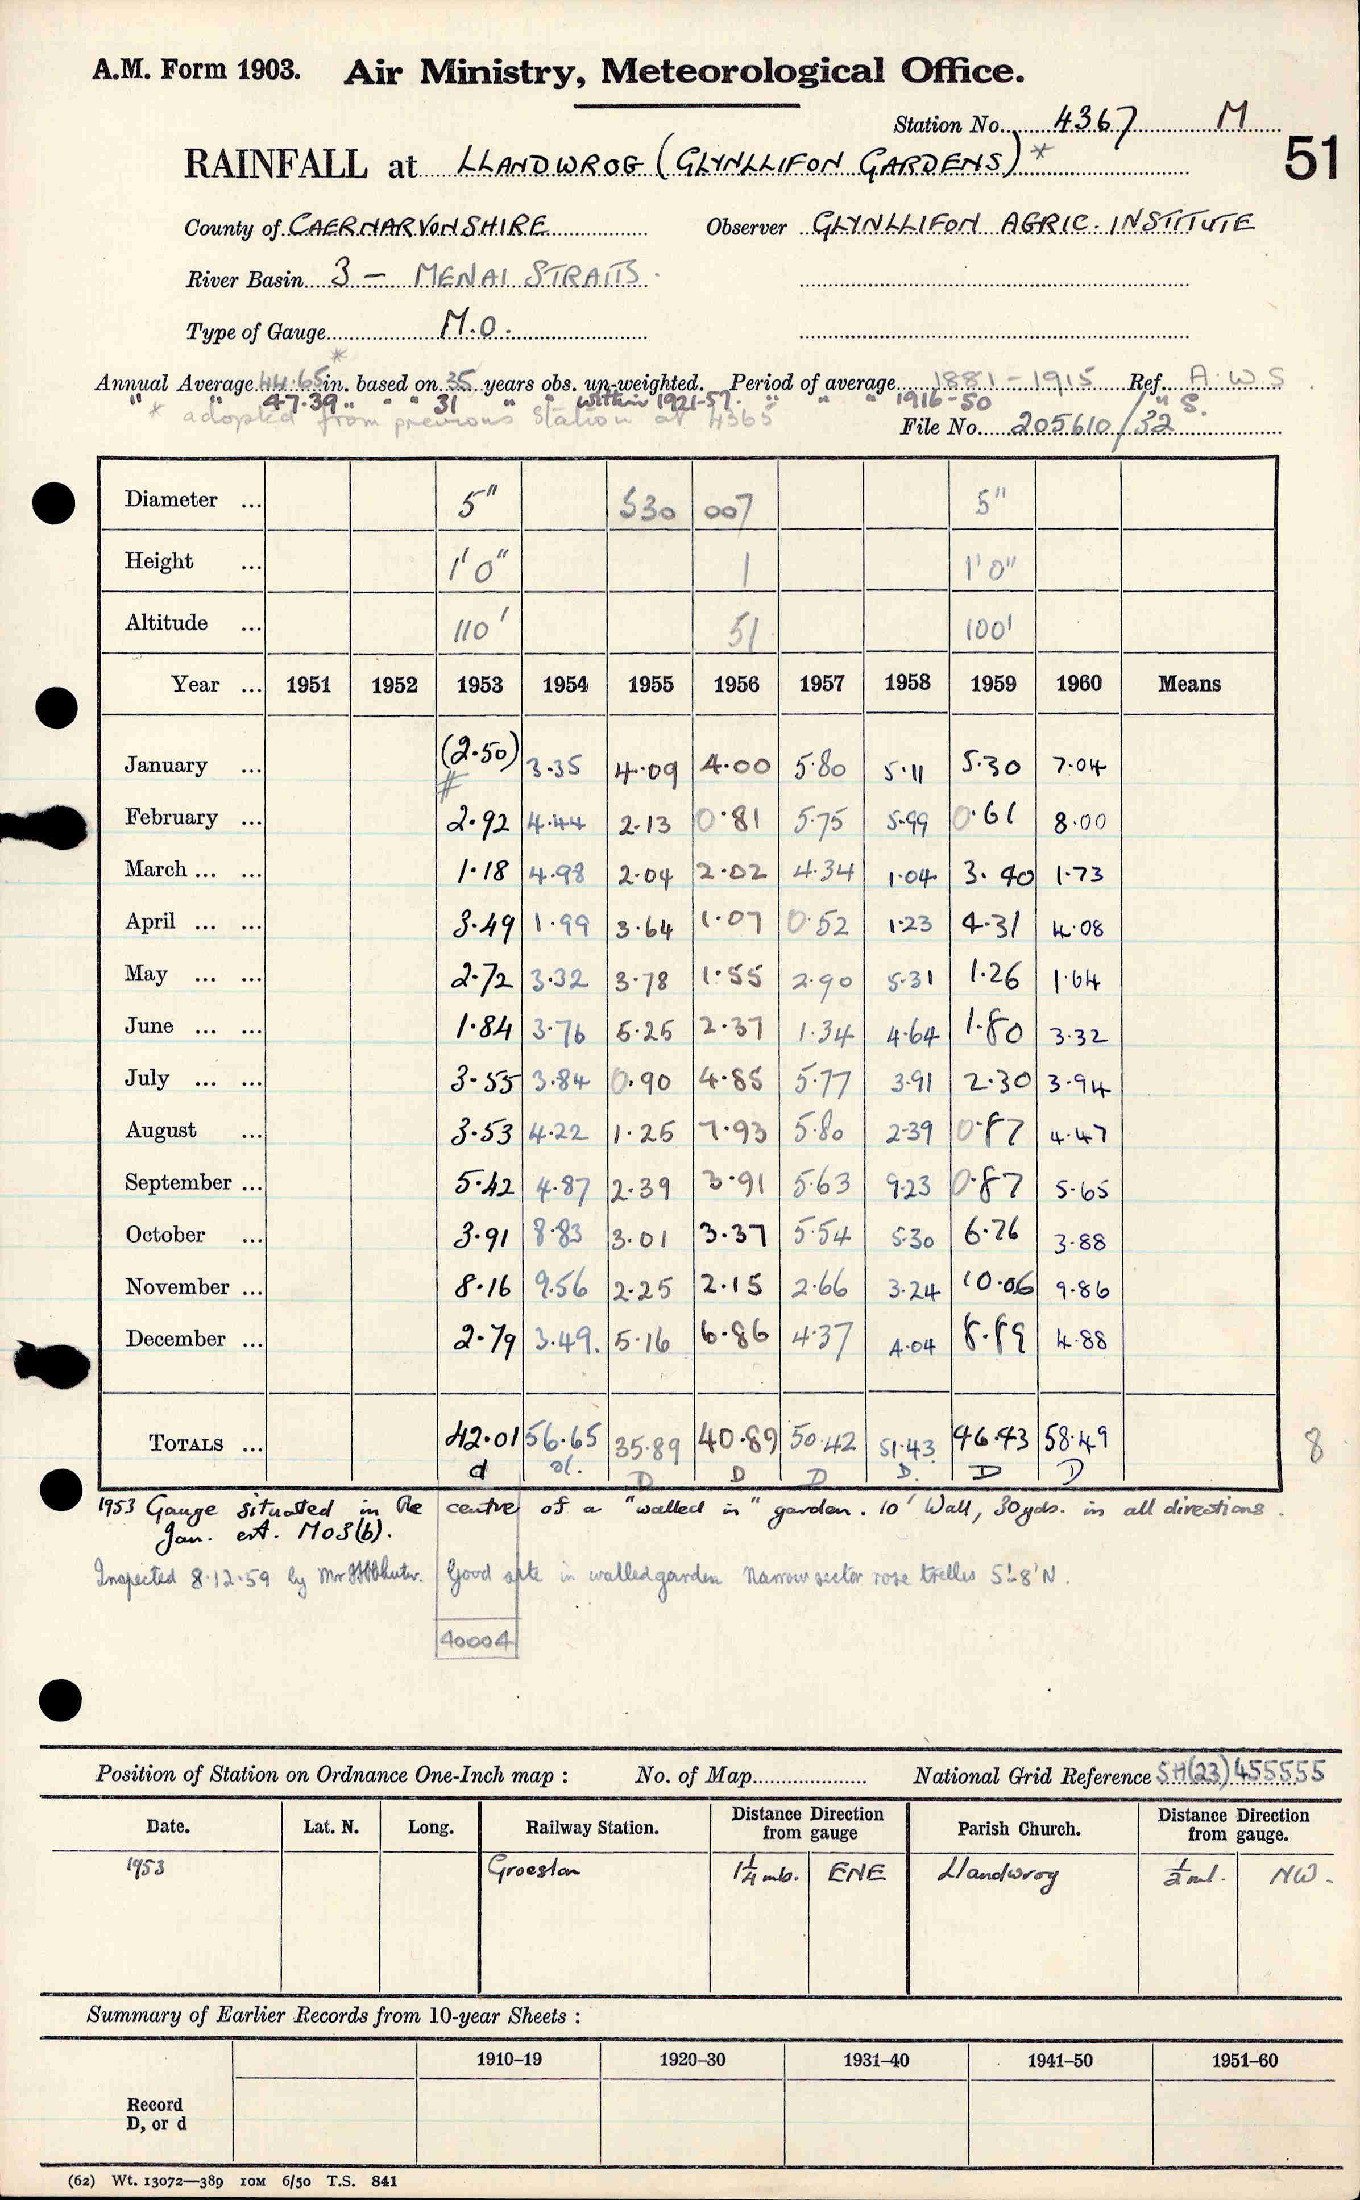 A.M. Form 1903. Air Ministry, Meteorological Office.
Station No. 4367 M
51
RAINFALL at LLANDWROG (GLYNLLIFON GARDENS) *
County of CAERNARVONSHIRE Observer GLYNLLIFON AGRIC. INSTITUTE
River Basin 3 — MENAI STRAITS.
Type of Gauge M.O.
*
Annual Average 44.65 in. based on 35 years obs. un-weighted. Period of average 1881-1915 Ref. A.W.S
" " 47.39 " " " 31 " " within 1921-57. " " " 1916-50 " S.
* adopted from previous station at 4365
File No. 205610/32
Diameter ... 5" 530 007 5"
Height ... 1'0" 1 1'0"
Altitude ... 110' 51 100'
Year ... 1951 1952 1953 1954 1955 1956 1957 1958 1959 1960 Means
January ... (2.50) # 3.35 4.09 4.00 5.80 5.11 5.30 7.04
February ... 2.92 4.44 2.13 0.81 5.75 5.99 0.61 8.00
March ... ... 1.18 4.98 2.04 2.02 4.34 1.04 3.40 1.73
April ... ... 3.49 1.99 3.64 1.07 0.52 1.23 4.31 4.08
May ... ... 2.72 3.32 3.78 1.55 2.90 5.31 1.26 1.64
June ... ... 1.84 3.76 5.25 2.37 1.34 4.64 1.80 3.32
July ... ... 3.55 3.84 0.90 4.85 5.77 3.91 2.30 3.94
August ... 3.53 4.22 1.25 7.93 5.80 2.39 0.87 4.47
September ... 5.42 4.87 2.39 3.91 5.63 9.23 0.87 5.65
October ... 3.91 8.83 3.01 3.37 5.54 5.30 6.76 3.88
November ... 8.16 9.56 2.25 2.15 2.66 3.24 10.06 9.86
December ... 2.79 3.49. 5.16 6.86 4.37 4.04 8.89 4.88
TOTALS ... 42.01 56.65 35.89 40.89 50.42 51.43 46.43 58.49
8
d d. D D D D. D D
1953 Gauge situated in the centre of a "walled in" garden. 10' Wall, 30yds. in all directions.
Jan. est. M03(b).
Inspected 8.12.59 by Mr Good site in walled garden Narrow sector rose trellis 5'-8'N.
40004
Position of Station on Ordnance One-Inch map : No. of Map National Grid Reference SH(23)455555
Date. Lat. N. Long. Railway Station. Distance Direction from gauge Parish Church. Distance Direction from gauge.
1953 Groeslon 1¼ mls. ENE Llandwrog ½ ml. NW.
Summary of Earlier Records from 10-year Sheets :
1910-19 1920-30 1931-40 1941-50 1951-60
Record
D, or d
(62) Wt. 13072—389 10M 6/50 T.S. 841